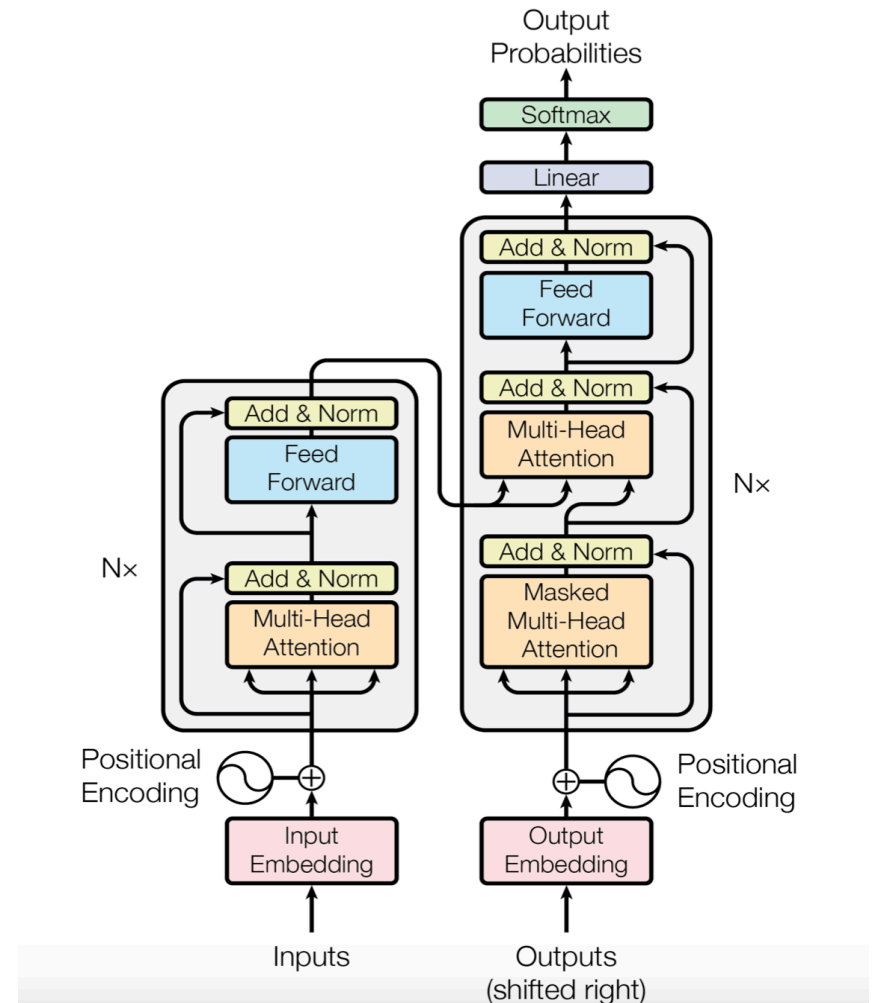 Output
Probabilities
Softmax
Linear
Add & Norm
Feed
Forward
Add & Norm
Multi-Head
Attention
Add & Norm
Masked
Multi-Head
Attention
Nx
Add & Norm
Feed
Forward
Add & Norm
Multi-Head
Attention
Nx
Positional
Encoding
Positional
Encoding
Input
Embedding
Output
Embedding
Inputs
Outputs
(shifted right)